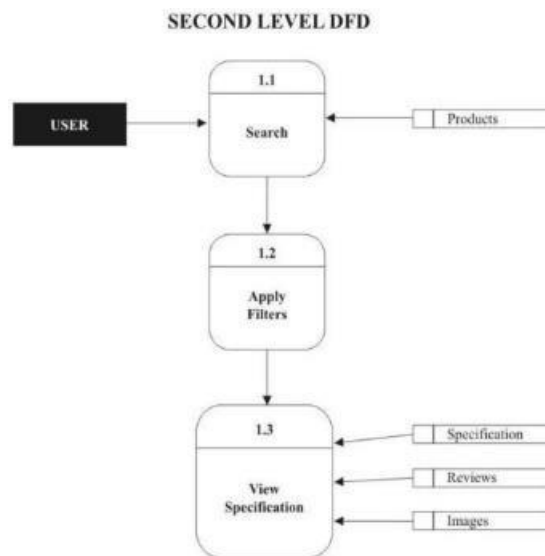 SECOND LEVEL DFD
1.1
USER
Search
Products
1.2
Apply
Filters
1.3
Specification
View
Specification
Reviews
Images